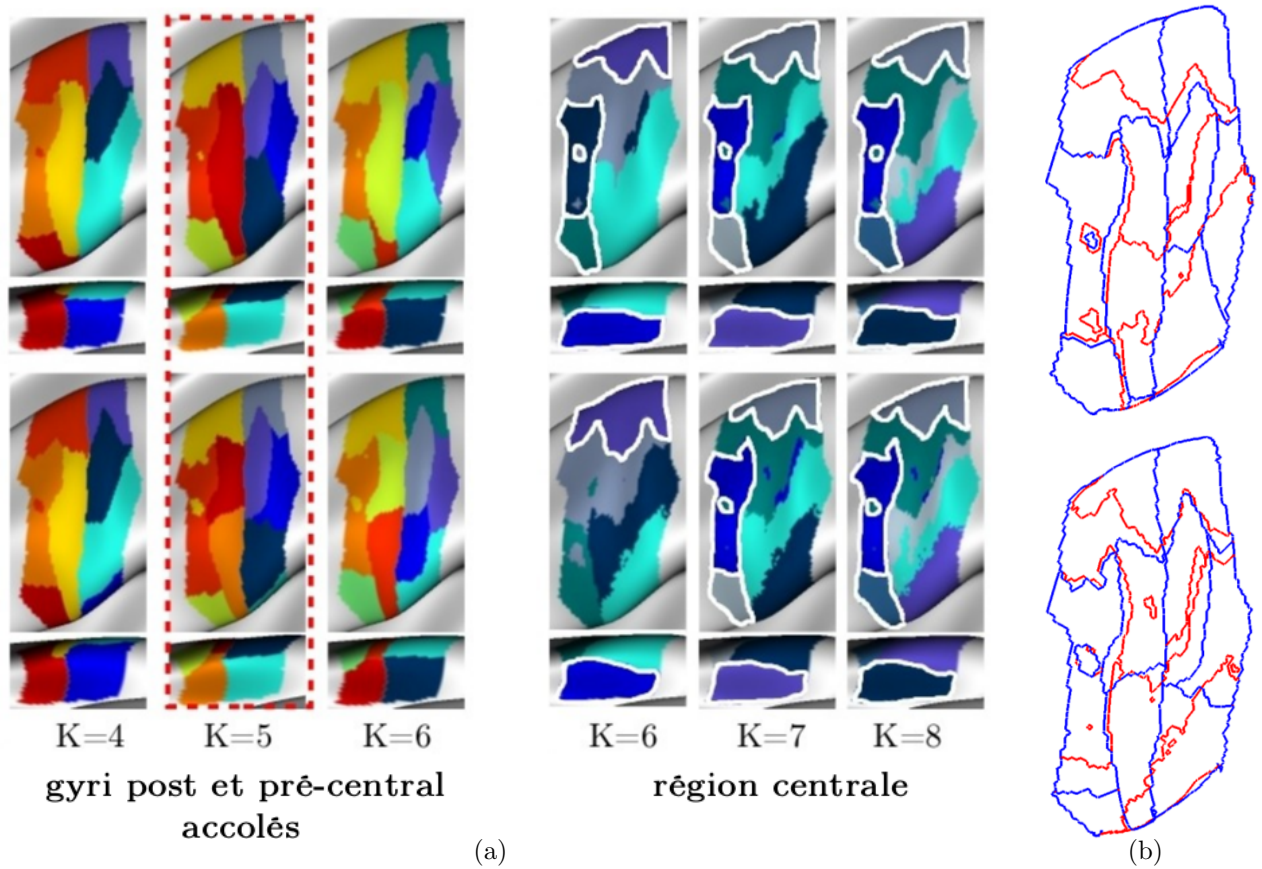 K=4 K=5 K=6 K=6 K=7 K=8
gyri post et pré-central
accolés
région centrale
(a)
(b)